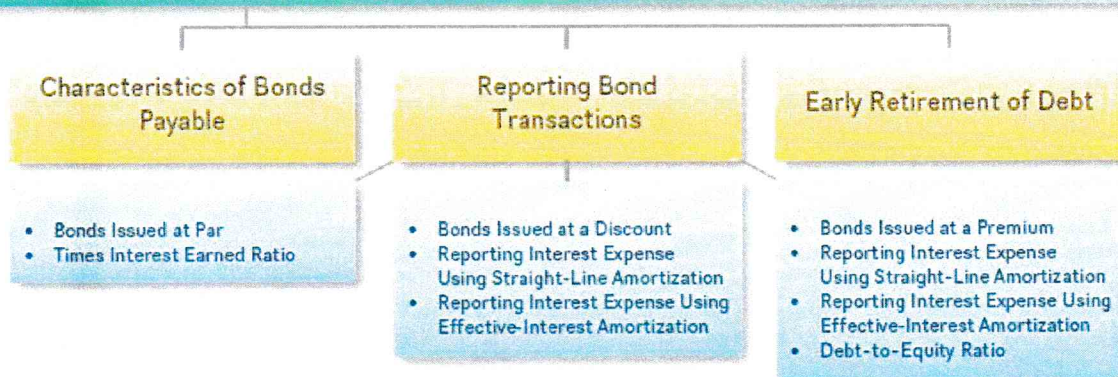 Characteristics of Bonds
Payable
Reporting Bond
Transactions
Early Retirement of Debt
• Bonds Issued at Par
• Times Interest Earned Ratio
• Bonds Issued at a Discount
• Reporting Interest Expense
Using Straight-Line Amortization
• Reporting Interest Expense Using
Effective-Interest Amortization
• Bonds Issued at a Premium
• Reporting Interest Expense
Using Straight-Line Amortization
• Reporting Interest Expense Using
Effective-Interest Amortization
• Debt-to-Equity Ratio